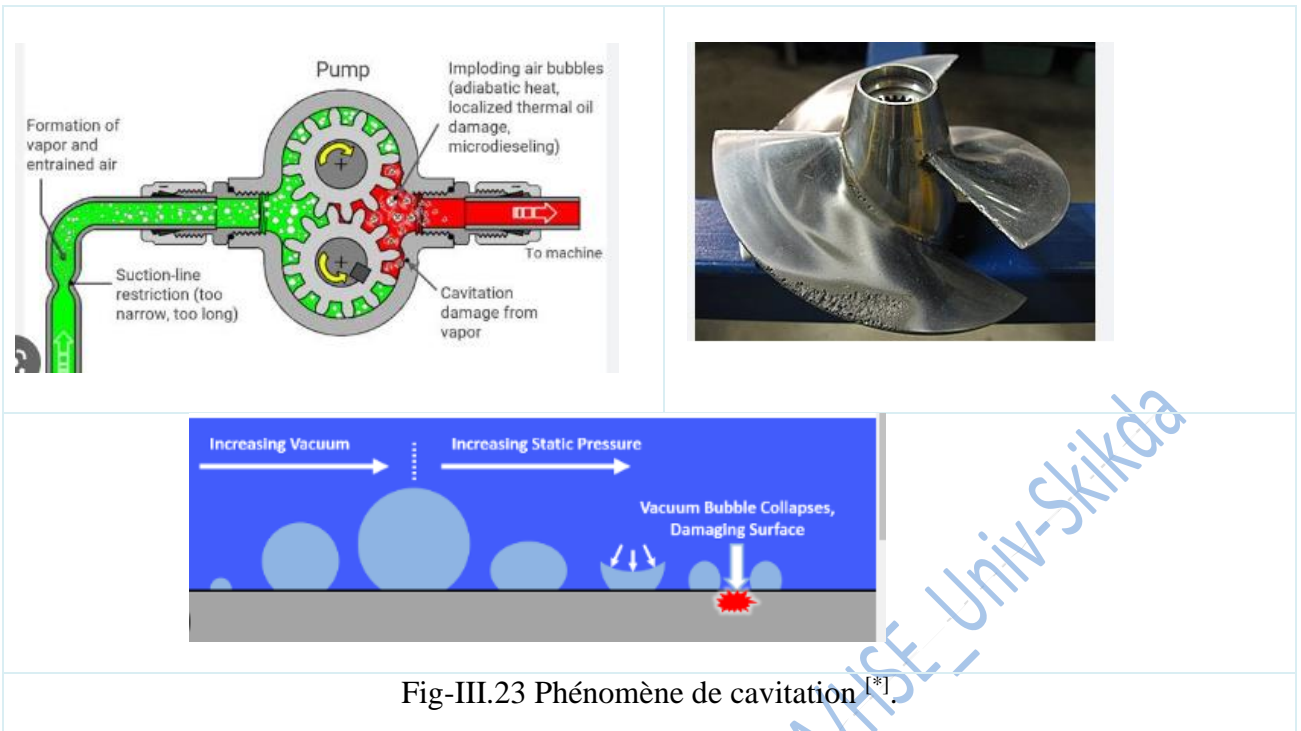 Pump
Formation of
vapor and
entrained air
Imploding air bubbles
(adiabatic heat,
localized thermal oil
damage,
microdieseling)
To machine
Suction-line
restriction (too
narrow, too long)
Cavitation
damage from
vapor
Increasing Vacuum
Increasing Static Pressure
Vacuum Bubble Collapses,
Damaging Surface
Fig-III.23 Phénomène de cavitation [*].
/HSE_Univ-Skikda